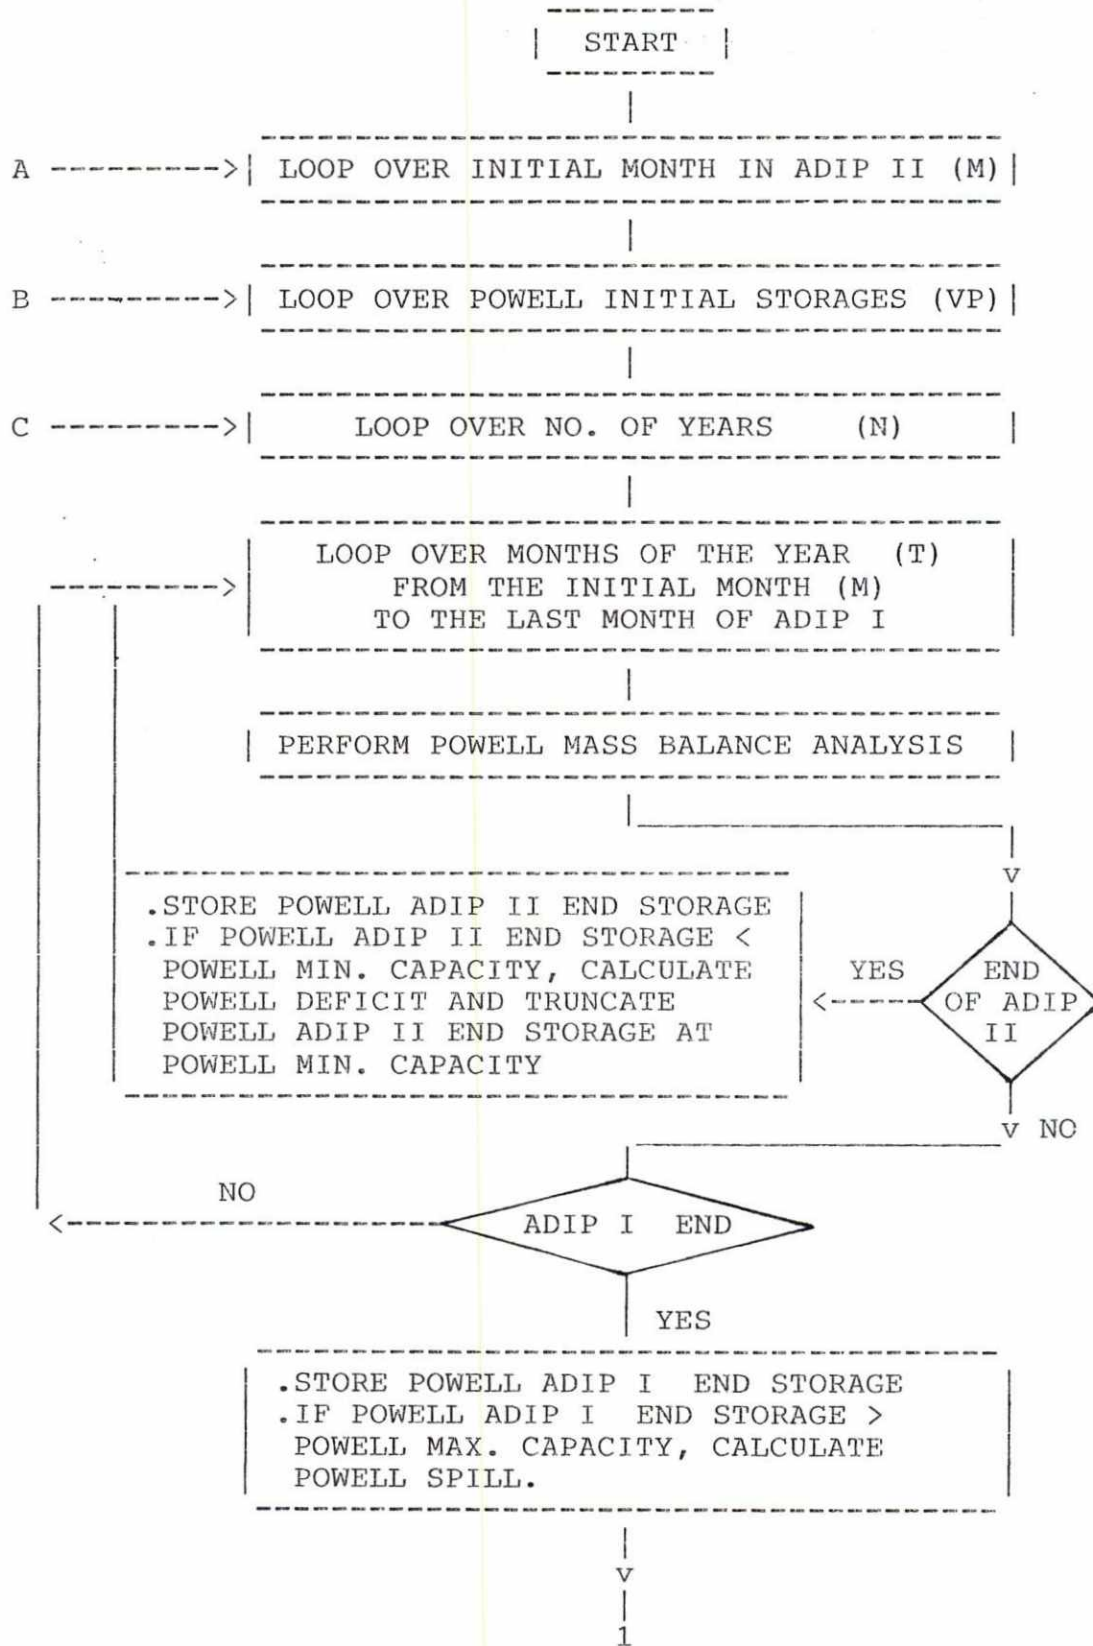 START
A LOOP OVER INITIAL MONTH IN ADIP II (M)
B LOOP OVER POWELL INITIAL STORAGES (VP)
C LOOP OVER NO. OF YEARS (N)
LOOP OVER MONTHS OF THE YEAR (T)
FROM THE INITIAL MONTH (M)
TO THE LAST MONTH OF ADIP I
PERFORM POWELL MASS BALANCE ANALYSIS
v
.STORE POWELL ADIP II END STORAGE
.IF POWELL ADIP II END STORAGE <
POWELL MIN. CAPACITY, CALCULATE
POWELL DEFICIT AND TRUNCATE
POWELL ADIP II END STORAGE AT
POWELL MIN. CAPACITY
YES
END
OF ADIP
II
v NO
NO
ADIP I END
YES
.STORE POWELL ADIP I END STORAGE
.IF POWELL ADIP I END STORAGE >
POWELL MAX. CAPACITY, CALCULATE
POWELL SPILL.
v
1